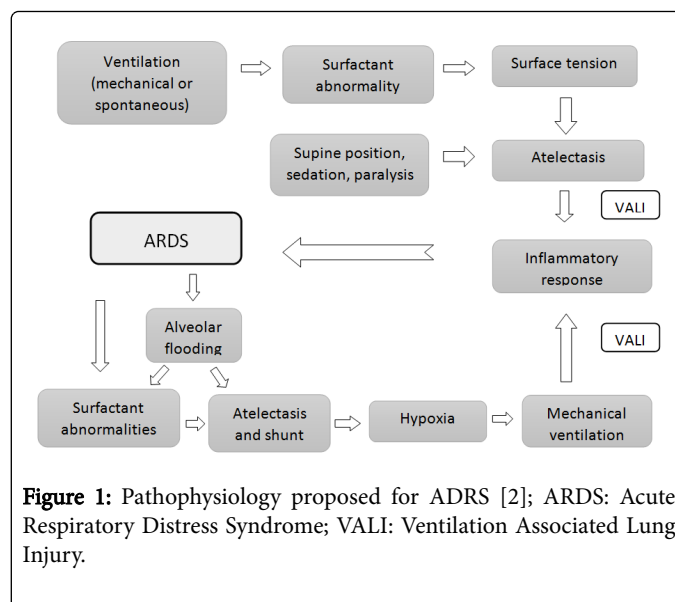 Ventilation
(mechanical or
spontaneous)
Surfactant
abnormality
Surface tension
Supine position,
sedation, paralysis
Atelectasis
VALI
ARDS
Inflammatory
response
VALI
Alveolar
flooding
Surfactant
abnormalities
Atelectasis
and shunt
Hypoxia
Mechanical
ventilation
Figure 1: Pathophysiology proposed for ADRS [2]; ARDS: Acute
Respiratory Distress Syndrome; VALI: Ventilation Associated Lung
Injury.